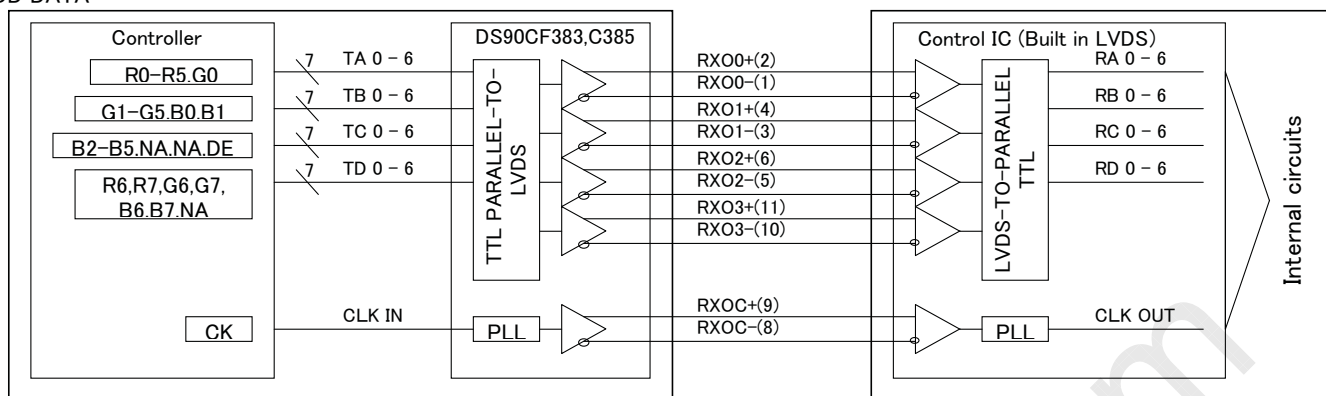 Controller
R0-R5.G0
G1-G5.B0.B1
B2-B5.NA.NA.DE
R6,R7,G6,G7,
B6.B7.NA
CK
7 TA 0 - 6
7 TB 0 - 6
7 TC 0 - 6
7 TD 0 - 6
CLK IN
DS90CF383,C385
TTL PARALLEL-TO-
LVDS
PLL
RXO0+(2)
RXO0-(1)
RXO1+(4)
RXO1-(3)
RXO2+(6)
RXO2-(5)
RXO3+(11)
RXO3-(10)
RXOC+(9)
RXOC-(8)
Control IC (Built in LVDS)
LVDS-TO-PARALLEL
TTL
PLL
RA 0 - 6
RB 0 - 6
RC 0 - 6
RD 0 - 6
CLK OUT
Internal circuits